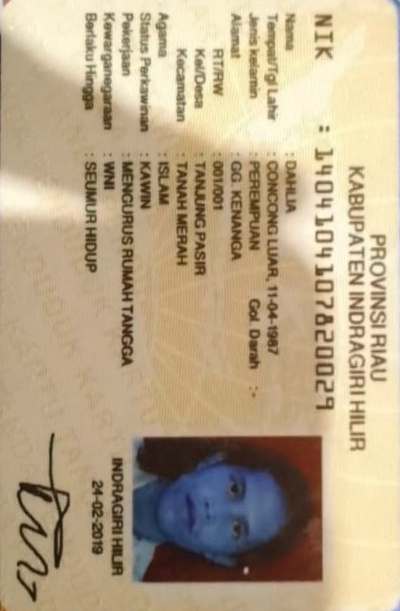 PROVINSI RIAU
KABUPATEN INDRAGIRI HILIR
NIK : 1404104107820029
Nama : DAHLIA
Tempat/Tgl Lahir : CONCONG LUAR, 11-04-1987
Jenis kelamin : PEREMPUAN Gol. Darah :-
Alamat : GG. KENANGA
RT/RW : 001/001
Kel/Desa : TANJUNG PASIR
Kecamatan : TANAH MERAH
Agama : ISLAM
Status Perkawinan : KAWIN
Pekerjaan : MENGURUS RUMAH TANGGA
Kewarganegaraan : WNI
Berlaku Hingga : SEUMUR HIDUP
INDRAGIRI HILIR
24-02-2019